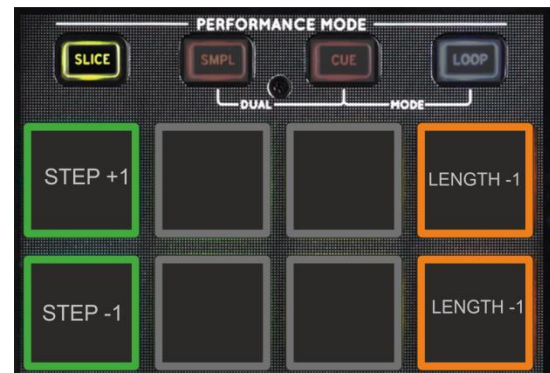 PERFORMANCE MODE
SLICE SMPL CUE LOOP
DUAL MODE
STEP +1 LENGTH -1
STEP -1 LENGTH -1